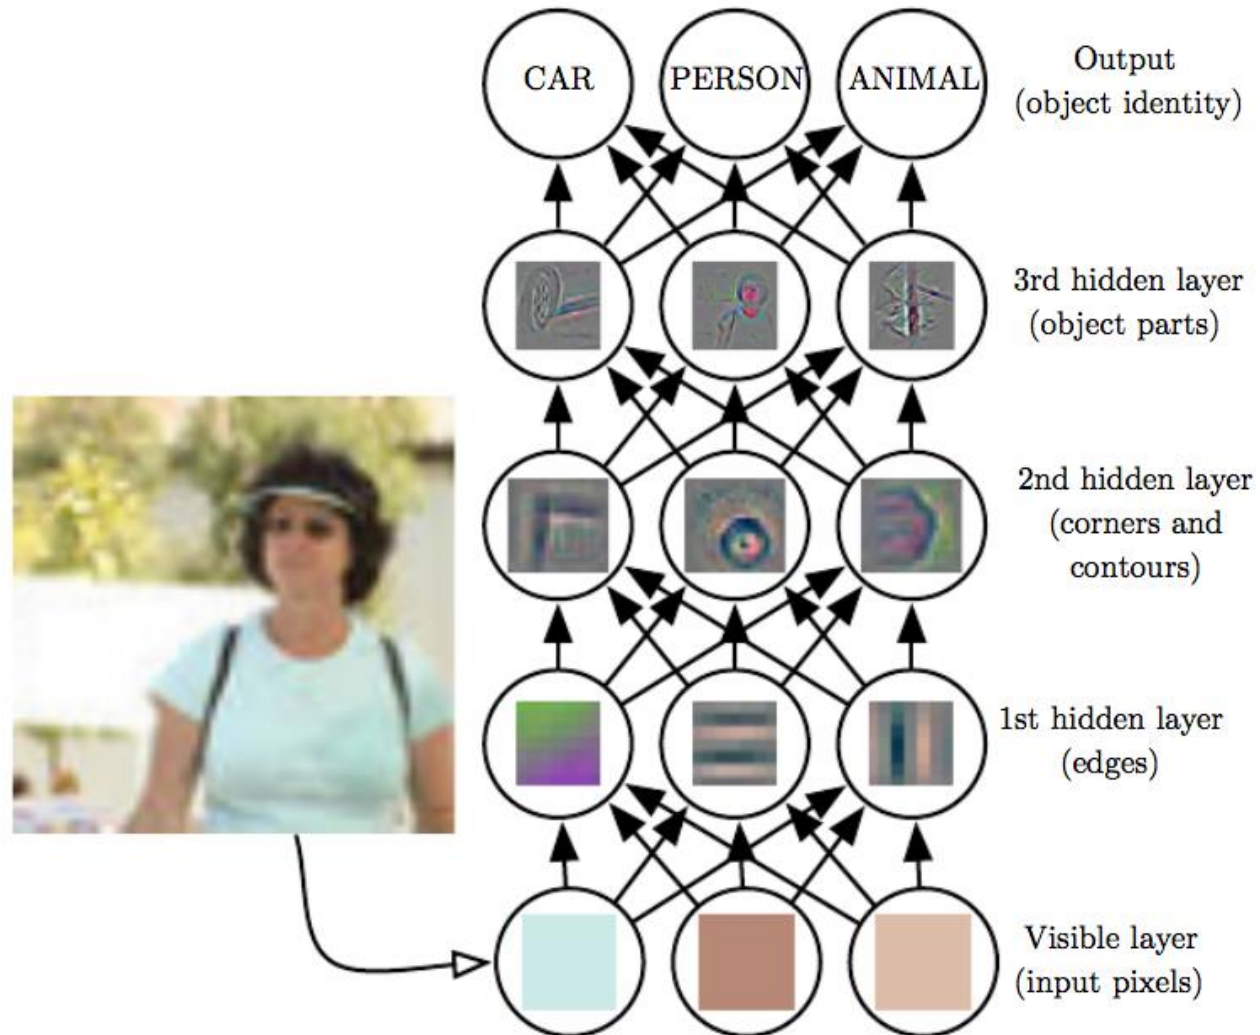 CAR PERSON ANIMAL
Output
(object identity)
3rd hidden layer
(object parts)
2nd hidden layer
(corners and
contours)
1st hidden layer
(edges)
Visible layer
(input pixels)